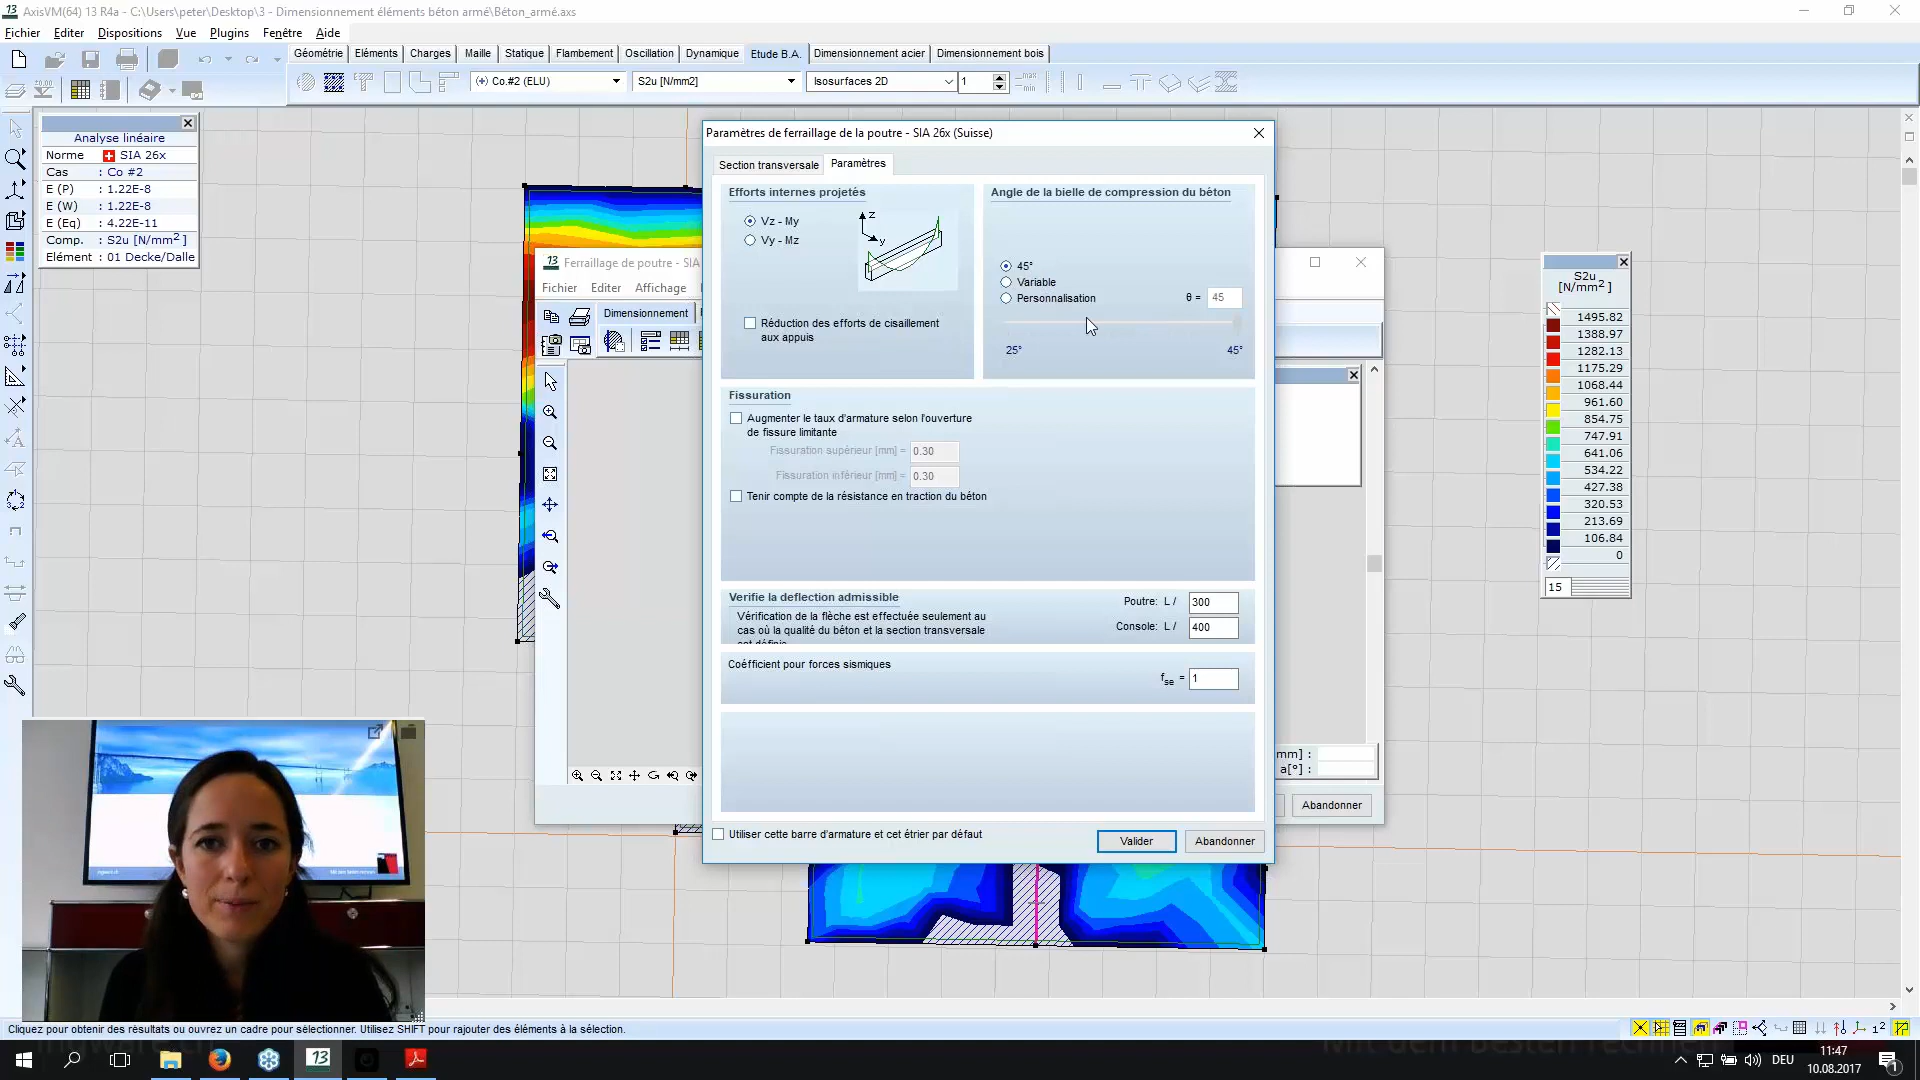 AxisVM(64) 13 R4a - C:\Users\peter\Desktop\3 - Dimensionnement éléments béton armé\Béton_armé.axs
Fichier Editer Dispositions Vue Plugins Fenêtre Aide
Géométrie Eléments Charges Maille Statique Flambement Oscillation Dynamique Etude B.A. Dimensionnement acier Dimensionnement bois
(+) Co.#2 (ELU) S2u [N/mm2] Isosurfaces 2D 1
Analyse linéaire
Norme SIA 26x
Cas : Co #2
E (P) : 1.22E-8
E (W) : 1.22E-8
E (Eq) : 4.22E-11
Comp. : S2u [N/mm²]
Elément : 01 Decke/Dalle
Ferraillage de poutre - SIA
Fichier Editer Affichage
Dimensionnement
mm] :
a[°] :
Abandonner
Paramètres de ferraillage de la poutre - SIA 26x (Suisse)
Section transversale Paramètres
Efforts internes projetés
Vz - My
Vy - Mz
z
y
Réduction des efforts de cisaillement
aux appuis
Angle de la bielle de compression du béton
45°
Variable
Personnalisation θ = 45
25° 45°
Fissuration
Augmenter le taux d'armature selon l'ouverture
de fissure limitante
Fissuration supérieur [mm] = 0.30
Fissuration inférieur [mm] = 0.30
Tenir compte de la résistance en traction du béton
Verifie la deflection admissible
Vérification de la flèche est effectuée seulement au
cas où la qualité du béton et la section transversale
est définie
Poutre: L / 300
Console: L / 400
Coéfficient pour forces sismiques
fse = 1
Utiliser cette barre d'armature et cet étrier par défaut
Valider Abandonner
S2u
[N/mm²]
1495.82
1388.97
1282.13
1175.29
1068.44
961.60
854.75
747.91
641.06
534.22
427.38
320.53
213.69
106.84
0
15
Cliquez pour obtenir des résultats ou ouvrez un cadre pour sélectionner. Utilisez SHIFT pour rajouter des éléments à la sélection.
13
DEU
11:47
10.08.2017
1